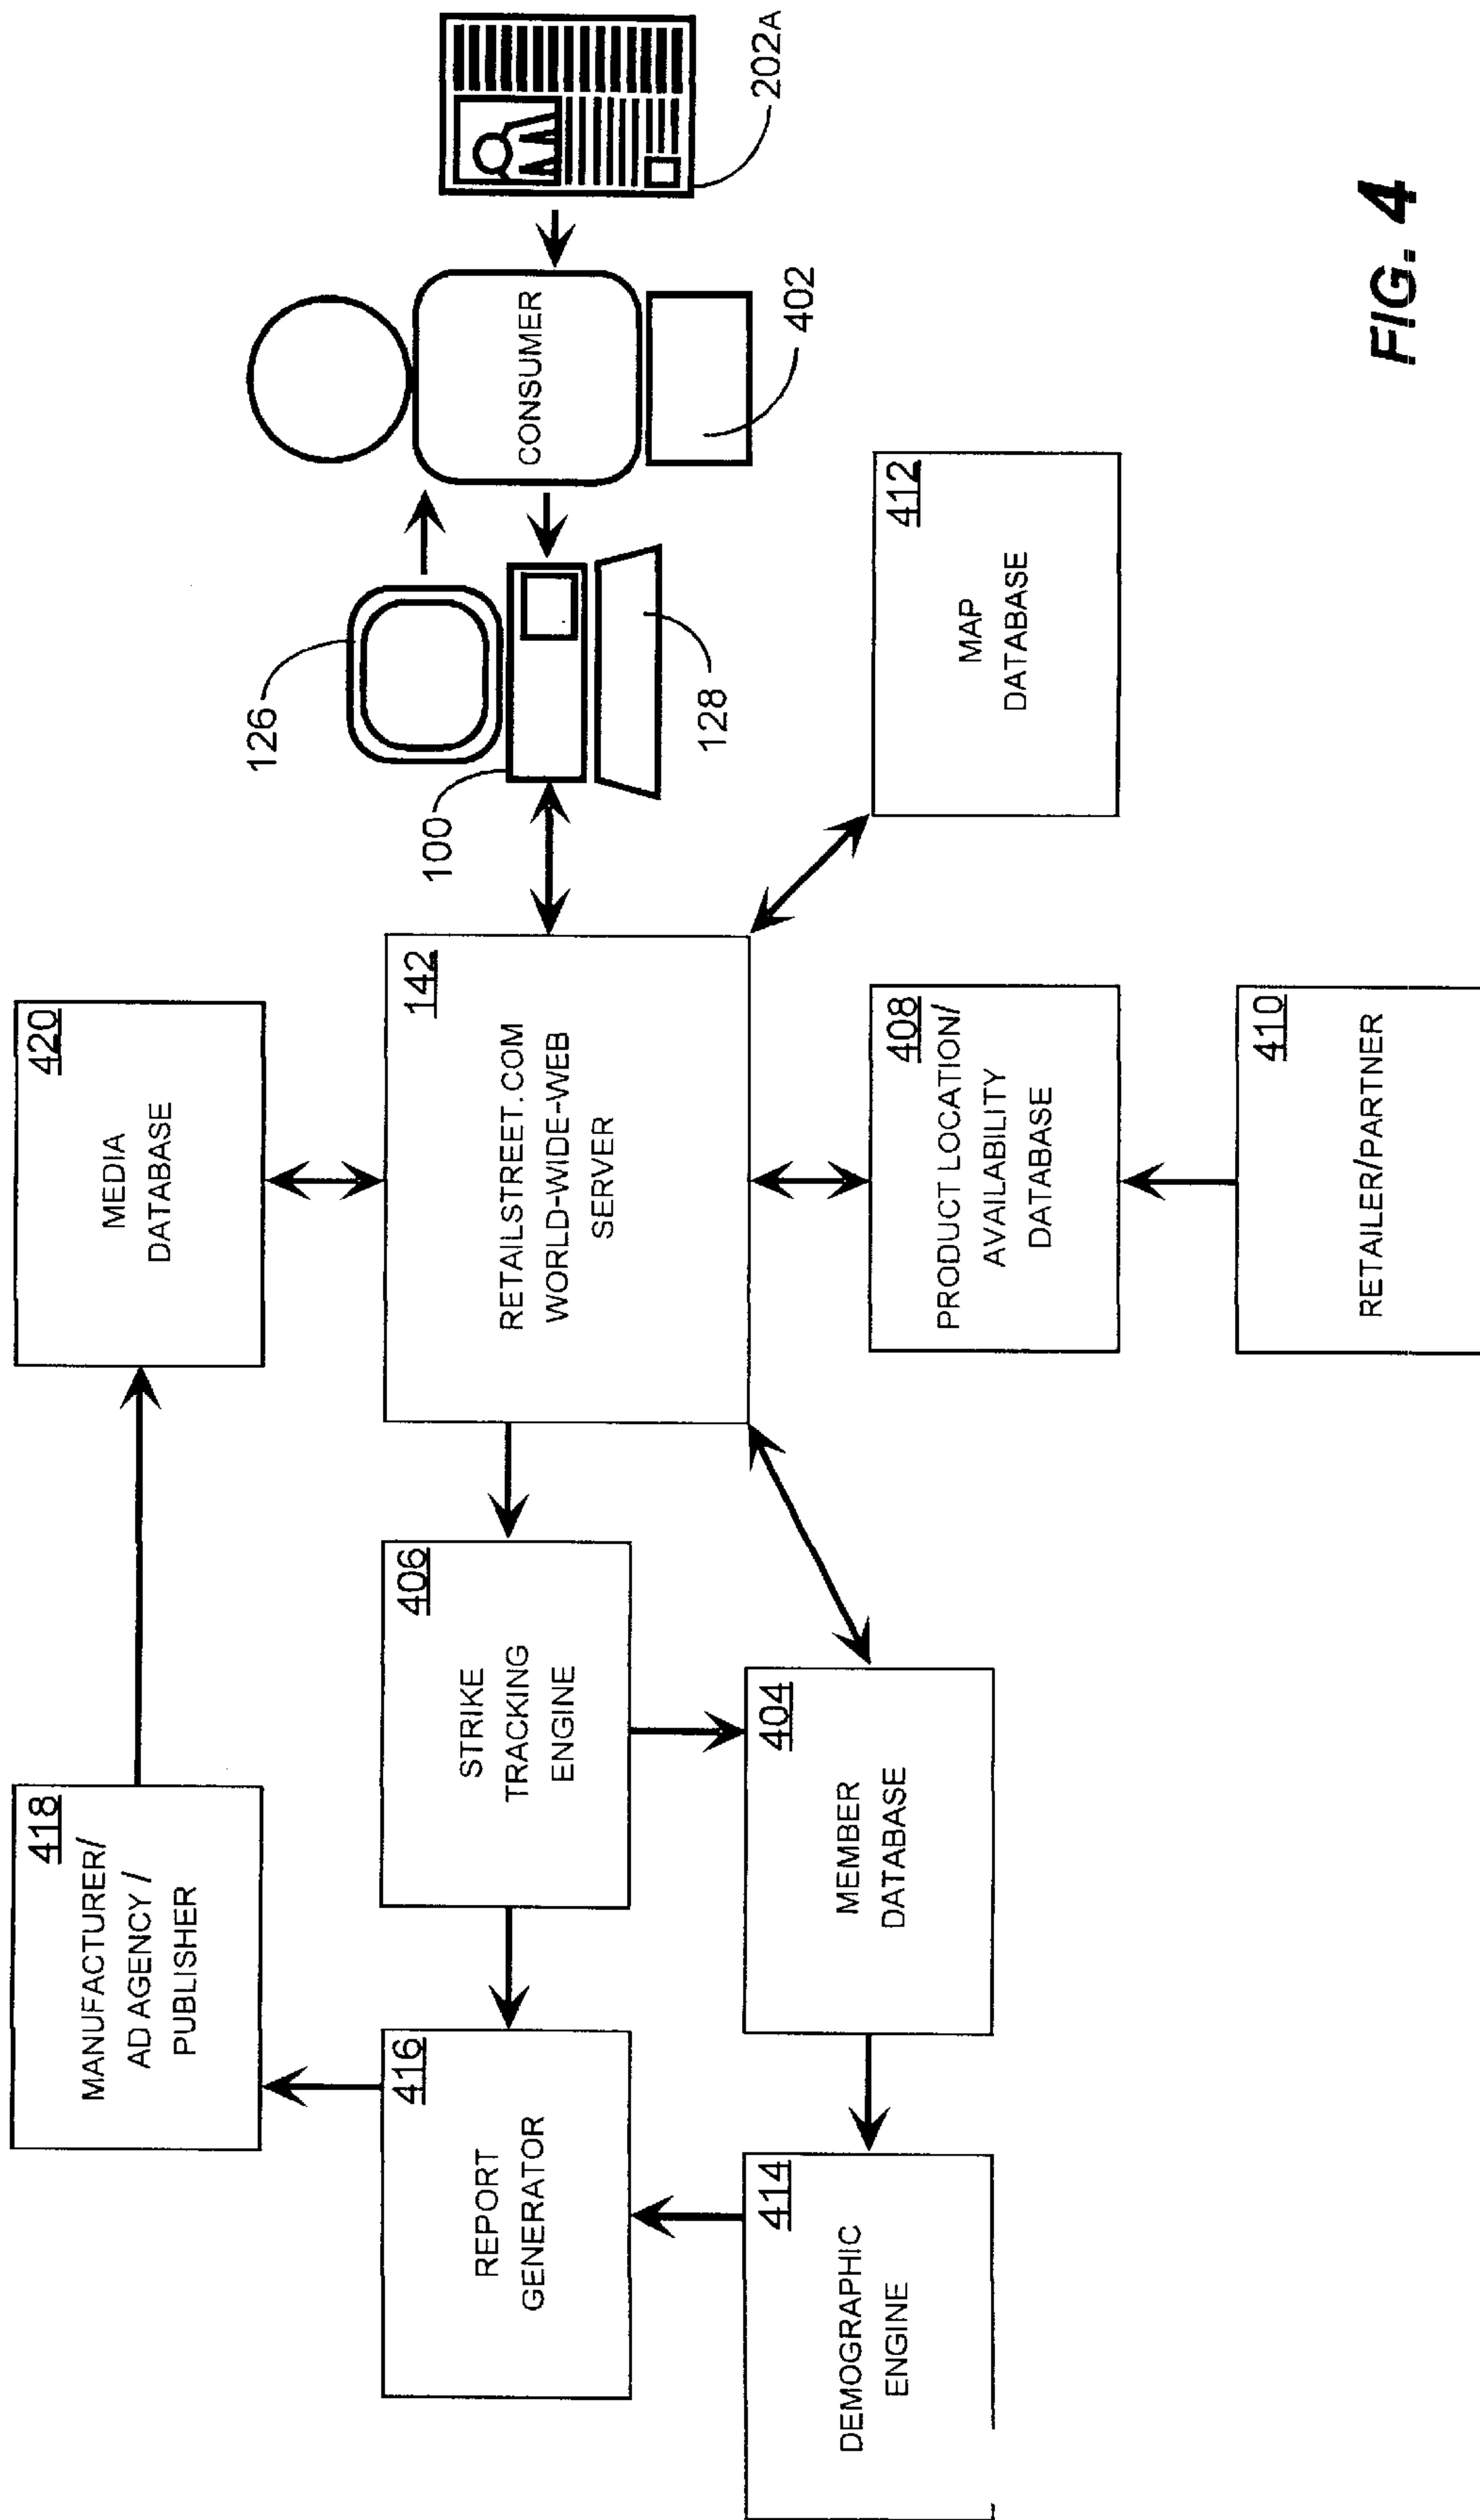 418
MANUFACTURER/
AD AGENCY /
PUBLISHER
420
MEDIA
DATABASE
126
416
REPORT
GENERATOR
406
STRIKE
TRACKING
ENGINE
142
RETAILSTREET.COM
WORLD-WIDE-WEB
SERVER
100
128
CONSUMER
402
202A
414
DEMOGRAPHIC
ENGINE
404
MEMBER
DATABASE
408
PRODUCT LOCATION/
AVAILABILITY
DATABASE
412
MAP
DATABASE
410
RETAILER/PARTNER
FIG. 4